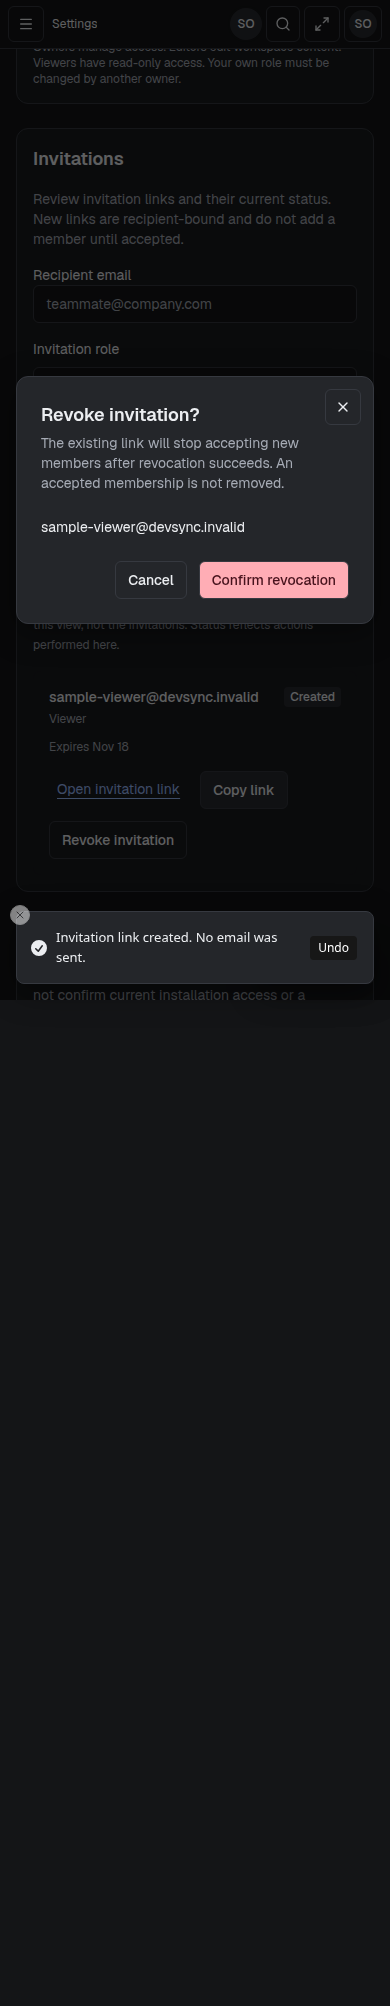 Settings
SO
SO
Owners manage access. Editors edit workspace content.
Viewers have read-only access. Your own role must be
changed by another owner.
Invitations
Review invitation links and their current status.
New links are recipient-bound and do not add a
member until accepted.
Recipient email
teammate@company.com
Invitation role
Revoke invitation?
The existing link will stop accepting new
members after revocation succeeds. An
accepted membership is not removed.
sample-viewer@devsync.invalid
Cancel
Confirm revocation
this view, not the invitations. Status reflects actions
performed here.
sample-viewer@devsync.invalid
Created
Viewer
Expires Nov 18
Open invitation link
Copy link
Revoke invitation
Invitation link created. No email was
sent.
Undo
not confirm current installation access or a